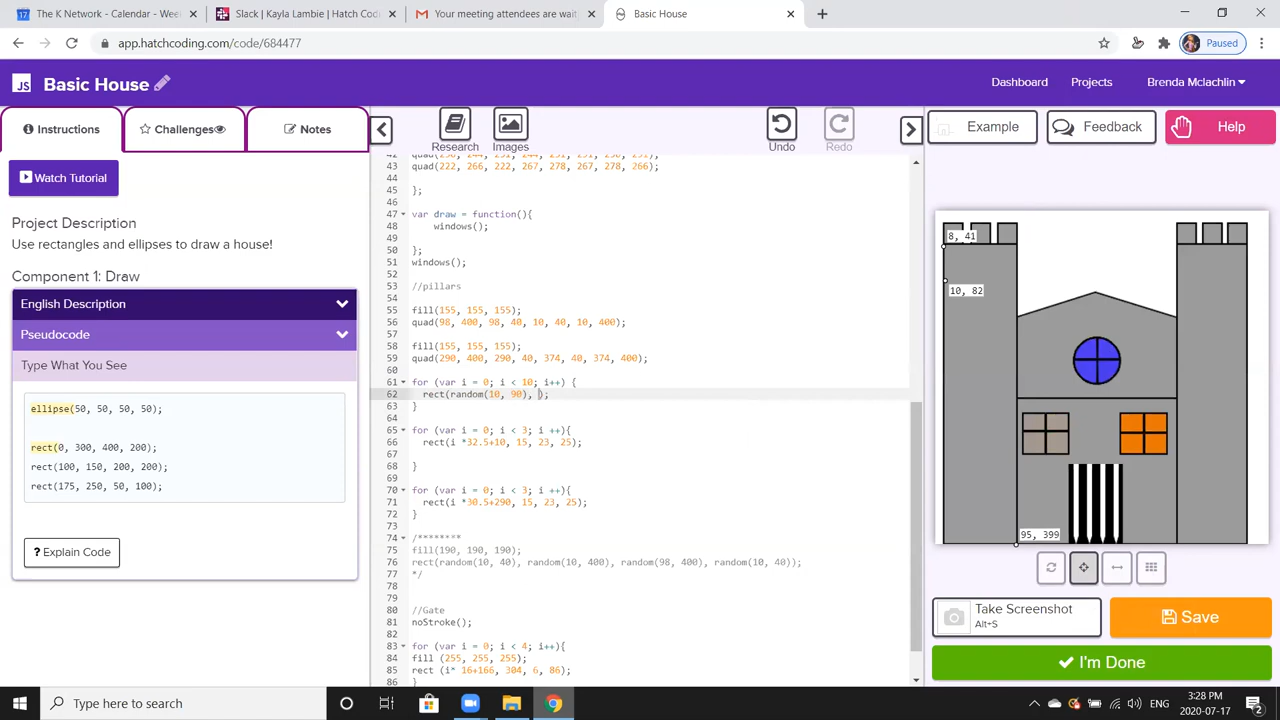 The K Network - Calendar - Wee
Slack | Kayla Lambie | Hatch Cod
Your meeting attendees are wait
Basic House
app.hatchcoding.com/code/684477
Paused
JS Basic House
Dashboard Projects Brenda Mclachlin
Instructions
Challenges
Notes
Research
Images
Undo
Redo
Example
Feedback
Help
Watch Tutorial
Project Description
Use rectangles and ellipses to draw a house!
Component 1: Draw
English Description
Pseudocode
Type What You See
ellipse(50, 50, 50, 50);
rect(0, 300, 400, 200);
rect(100, 150, 200, 200);
rect(175, 250, 50, 100);
? Explain Code
42
43 quad(222, 266, 222, 267, 278, 267, 278, 266);
44
45 };
46
47 var draw = function(){
48 windows();
49
50 };
51 windows();
52
53 //pillars
54
55 fill(155, 155, 155);
56 quad(98, 400, 98, 40, 10, 40, 10, 400);
57
58 fill(155, 155, 155);
59 quad(290, 400, 290, 40, 374, 40, 374, 400);
60
61 for (var i = 0; i < 10; i++) {
62 rect(random(10, 90), );
63 }
64
65 for (var i = 0; i < 3; i ++){
66 rect(i *32.5+10, 15, 23, 25);
67
68 }
69
70 for (var i = 0; i < 3; i ++){
71 rect(i *30.5+290, 15, 23, 25);
72 }
73
74 /********
75 fill(190, 190, 190);
76 rect(random(10, 40), random(10, 400), random(98, 400), random(10, 40));
77 */
78
79
80 //Gate
81 noStroke();
82
83 for (var i = 0; i < 4; i++){
84 fill (255, 255, 255);
85 rect (i* 16+166, 304, 6, 86);
86 }
8, 41
10, 82
95, 399
Take Screenshot
Alt+S
Save
I'm Done
Type here to search
ENG
3:28 PM
2020-07-17
2